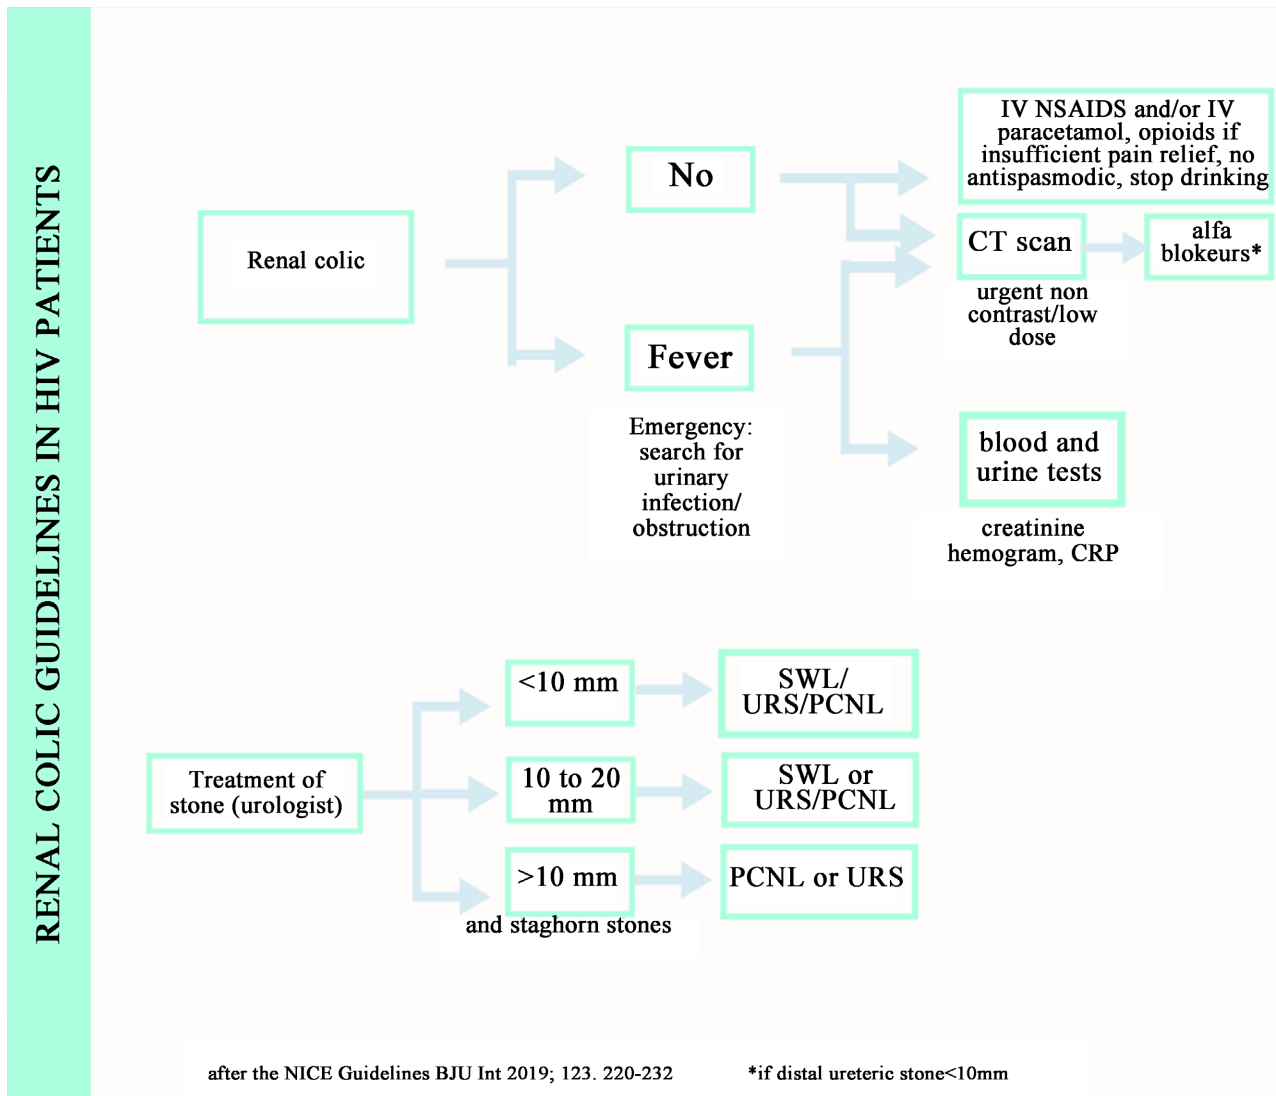 RENAL COLIC GUIDELINES IN HIV PATIENTS
Renal colic
No
Fever
Emergency:
search for
urinary
infection/
obstruction
IV NSAIDS and/or IV
paracetamol, opioids if
insufficient pain relief, no
antispasmodic, stop drinking
CT scan
urgent non
contrast/low
dose
alfa
blokeurs*
blood and
urine tests
creatinine
hemogram, CRP
Treatment of
stone (urologist)
<10 mm
SWL/
URS/PCNL
10 to 20
mm
SWL or
URS/PCNL
>10 mm
and staghorn stones
PCNL or URS
after the NICE Guidelines BJU Int 2019; 123. 220-232
*if distal ureteric stone<10mm